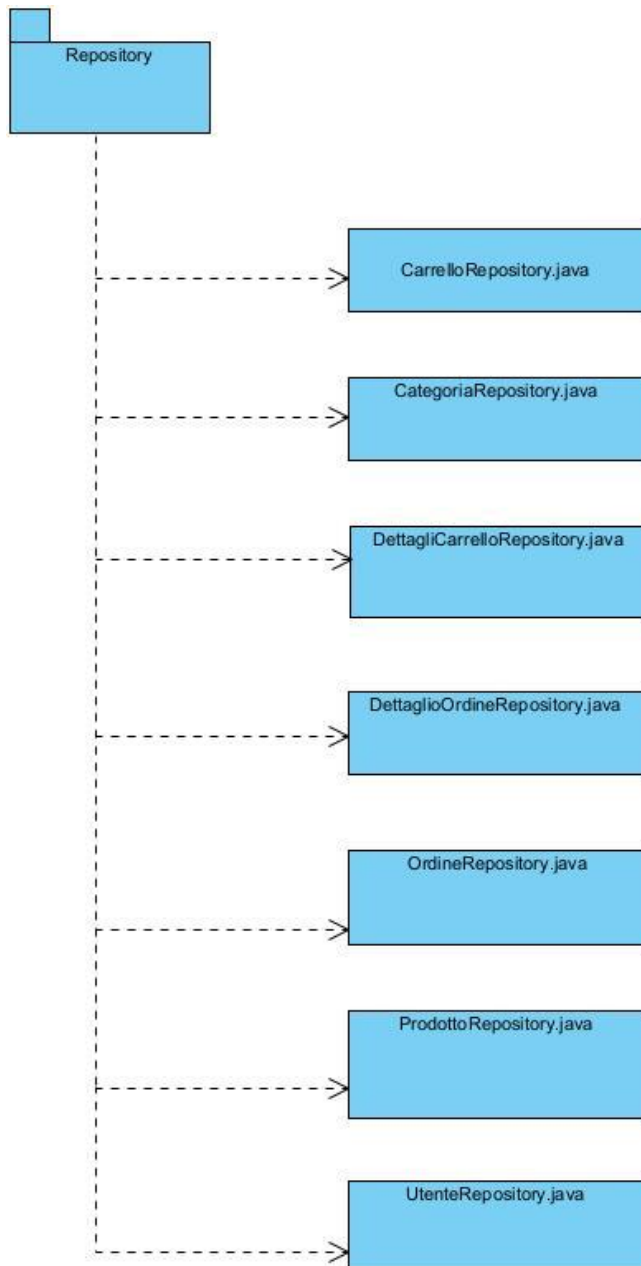 Repository
CarrelloRepository.java
CategoriaRepository.java
DettagliCarrelloRepository.java
DettaglioOrdineRepository.java
OrdineRepository.java
ProdottoRepository.java
UtenteRepository.java